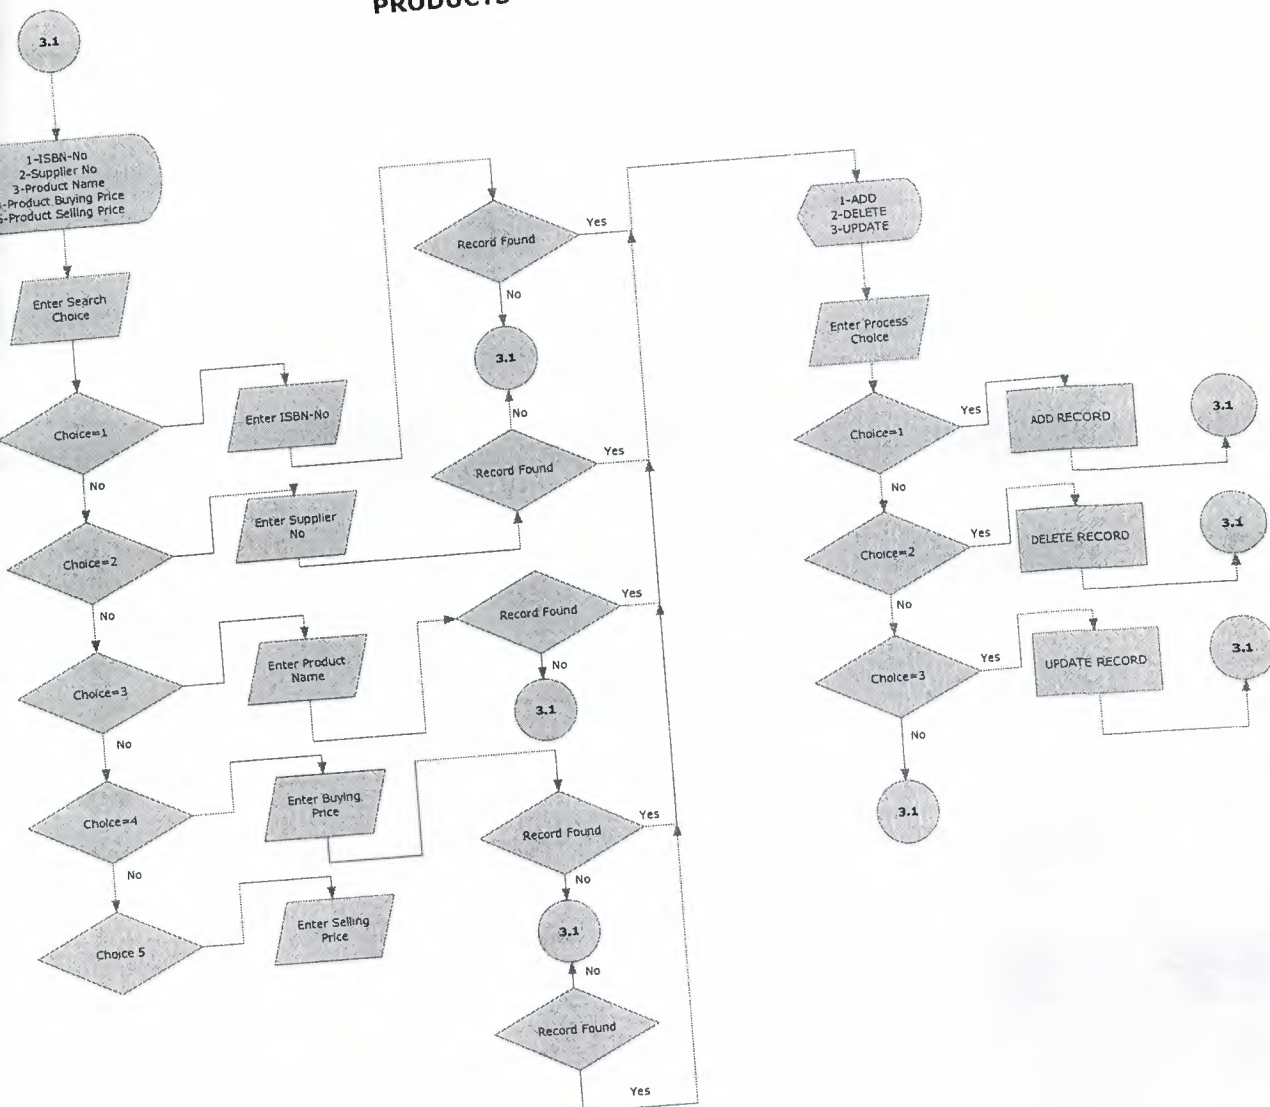 PRODUCTS
3.1
1-ISBN-No
2-Supplier No
3-Product Name
-Product Buying Price
-Product Selling Price
Enter Search
Choice
Choice=1
No
Enter ISBN-No
Choice=2
No
Enter Supplier
No
Choice=3
No
Enter Product
Name
Choice=4
No
Enter Buying
Price
Choice 5
Enter Selling
Price
Record Found
Yes
No
3.1
No
Record Found
Yes
Record Found
Yes
No
3.1
Record Found
Yes
No
3.1
No
Record Found
Yes
1-ADD
2-DELETE
3-UPDATE
Enter Process
Choice
Choice=1
Yes
ADD RECORD
3.1
No
Choice=2
Yes
DELETE RECORD
3.1
No
Choice=3
Yes
UPDATE RECORD
3.1
No
3.1